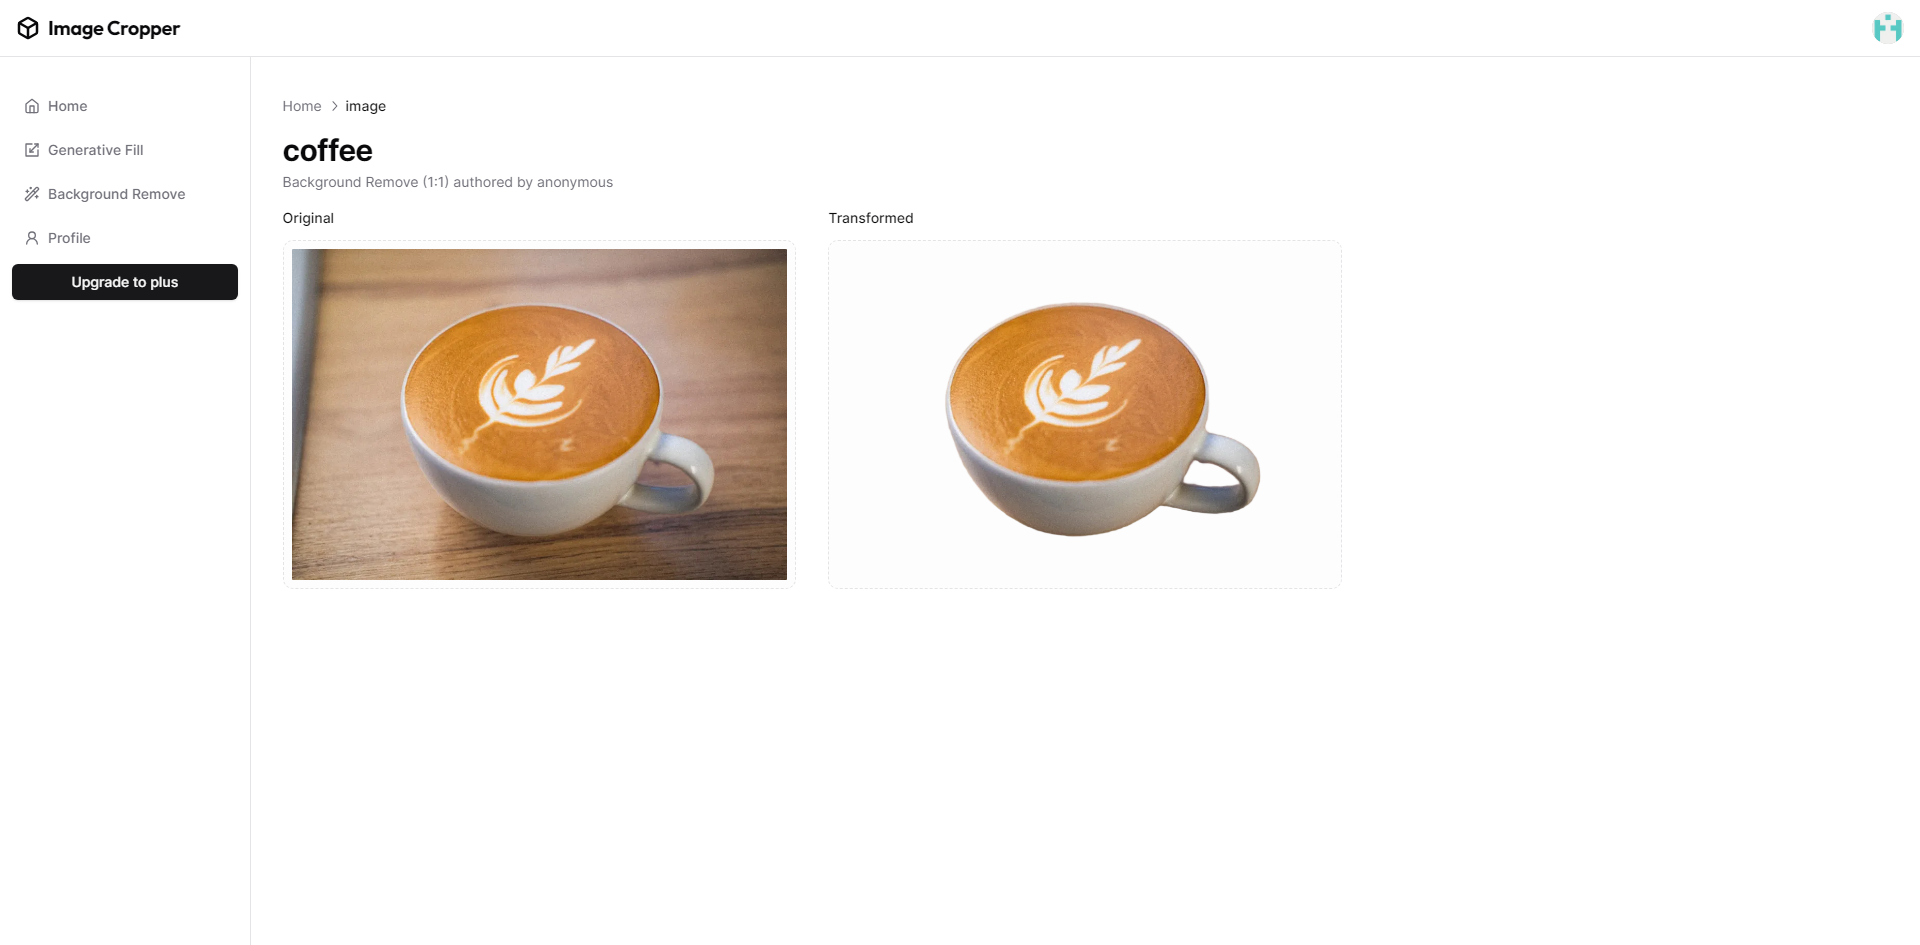 Image Cropper
Home
Generative Fill
Background Remove
Profile
Upgrade to plus
Home > image
coffee
Background Remove (1:1) authored by anonymous
Original
Transformed